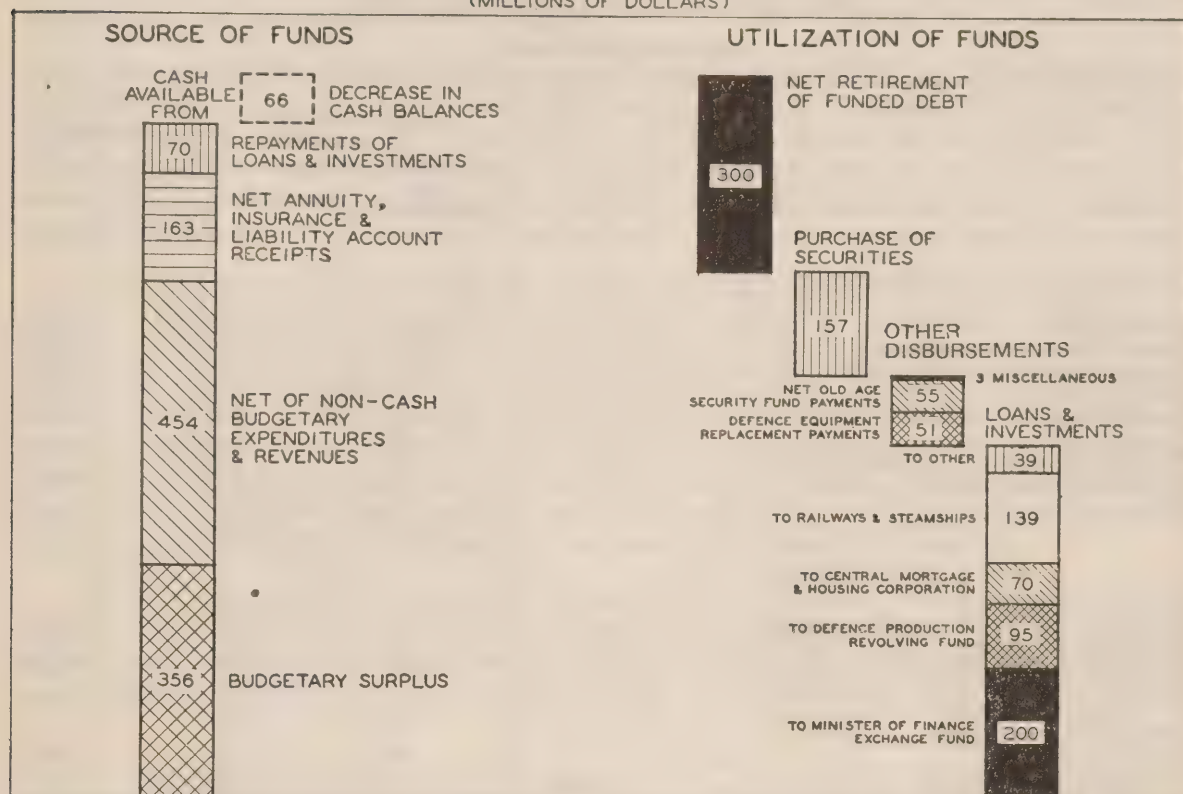 (MILLIONS OF DOLLARS)
SOURCE OF FUNDS
CASH
AVAILABLE
FROM
66
DECREASE IN
CASH BALANCES
70
REPAYMENTS OF
LOANS & INVESTMENTS
163
NET ANNUITY,
INSURANCE &
LIABILITY ACCOUNT
RECEIPTS
454
NET OF NON-CASH
BUDGETARY
EXPENDITURES
& REVENUES
356
BUDGETARY SURPLUS
UTILIZATION OF FUNDS
NET RETIREMENT
OF FUNDED DEBT
300
PURCHASE OF
SECURITIES
157
OTHER
DISBURSEMENTS
3 MISCELLANEOUS
NET OLD AGE
SECURITY FUND PAYMENTS
55
DEFENCE EQUIPMENT
REPLACEMENT PAYMENTS
51
LOANS &
INVESTMENTS
TO OTHER
39
TO RAILWAYS & STEAMSHIPS
139
TO CENTRAL MORTGAGE
& HOUSING CORPORATION
70
TO DEFENCE PRODUCTION
REVOLVING FUND
95
TO MINISTER OF FINANCE
EXCHANGE FUND
200